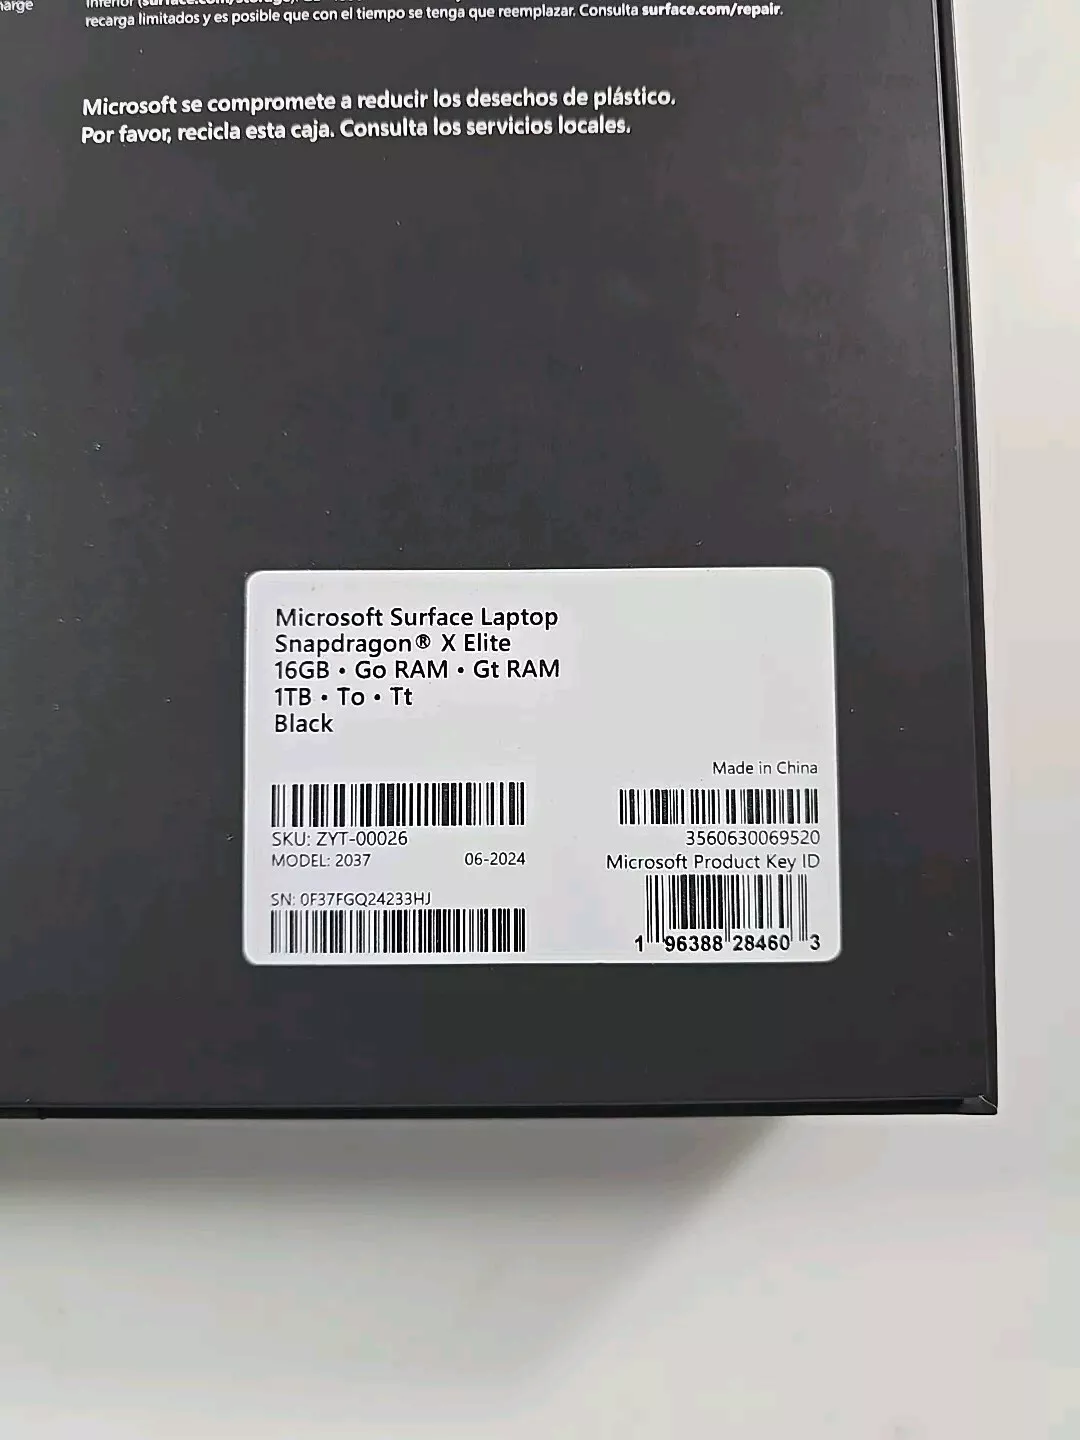 recarga limitados y es posible que con el tiempo se tenga que reemplazar. Consulta surface.com/repair.
Microsoft se compromete a reducir los desechos de plástico.
Por favor, recicla esta caja. Consulta los servicios locales.
Microsoft Surface Laptop
Snapdragon® X Elite
16GB • Go RAM • Gt RAM
1TB • To • Tt
Black
Made in China
SKU: ZYT-00026
MODEL: 2037 06-2024
SN: 0F37FGQ24233HJ
3560630069520
Microsoft Product Key ID
1 96388 28460 3